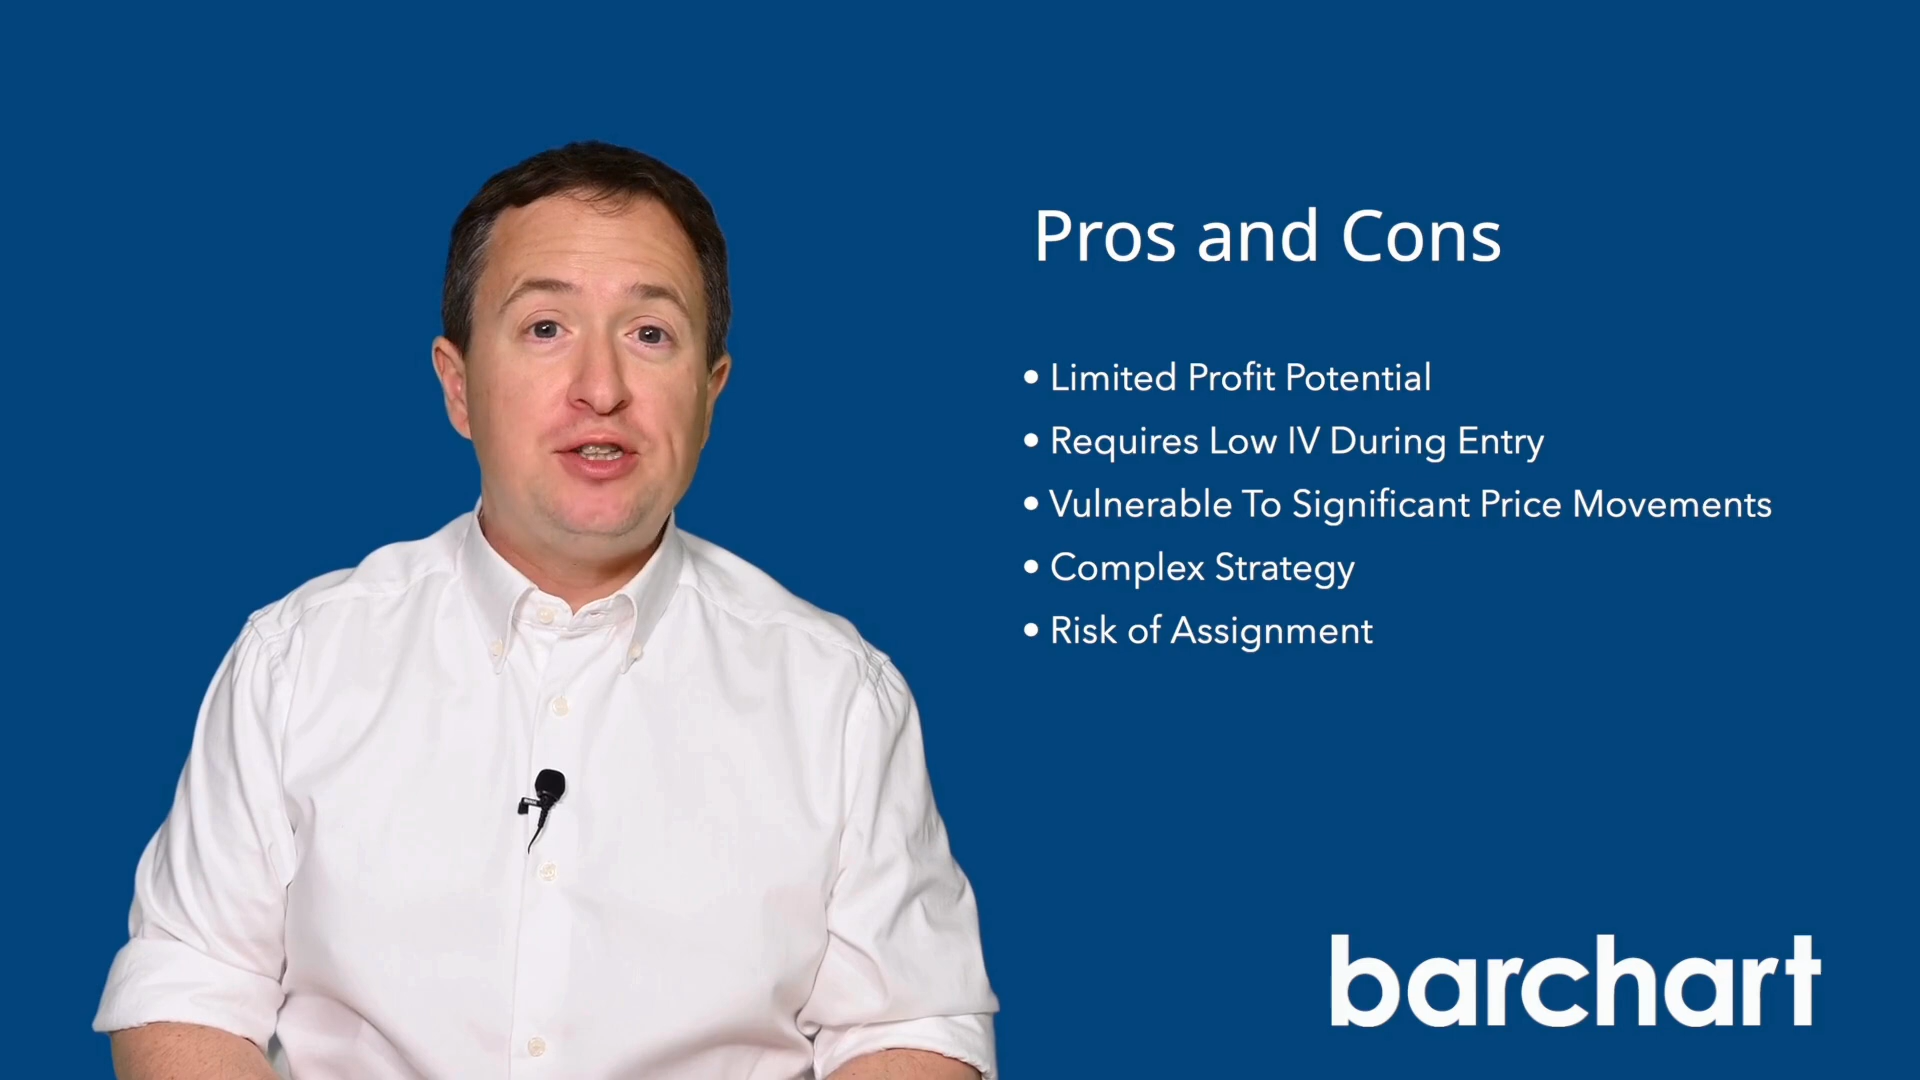 Pros and Cons
• Limited Profit Potential
• Requires Low IV During Entry
• Vulnerable To Significant Price Movements
• Complex Strategy
• Risk of Assignment
barchart